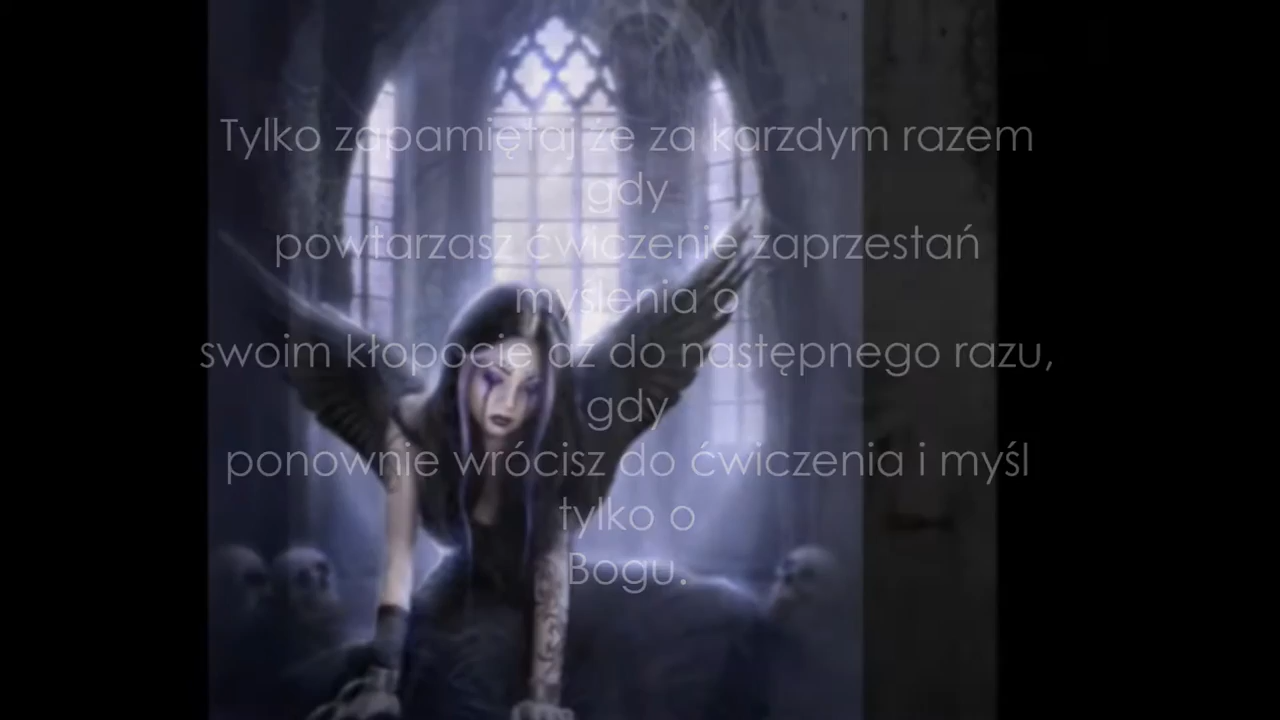 Tylko zapamiętaj że za karzdym razem
gdy
powtarzasz ćwiczenie zaprzestań
myślenia o
swoim kłopocie aż do następnego razu,
gdy
ponownie wrócisz do ćwiczenia i myśl
tylko o
Bogu.